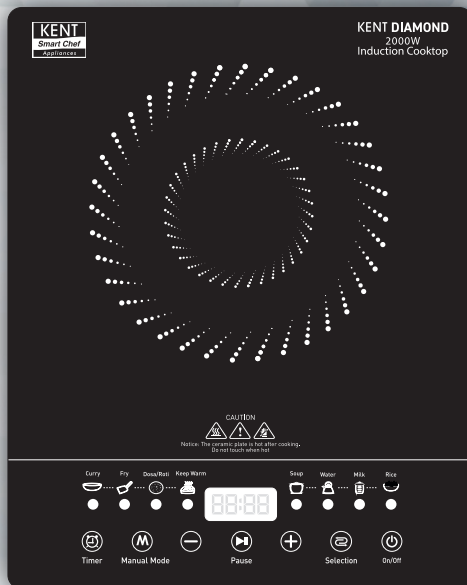 KENT
Smart Chef
Appliances
KENT DIAMOND
2000W
Induction Cooktop
CAUTION
Notice: The ceramic plate is hot after cooking.
Do not touch when hot
Curry Fry Dosa/Roti Keep Warm Soup Water Milk Rice
88:88
Timer Manual Mode Pause Selection On/Off